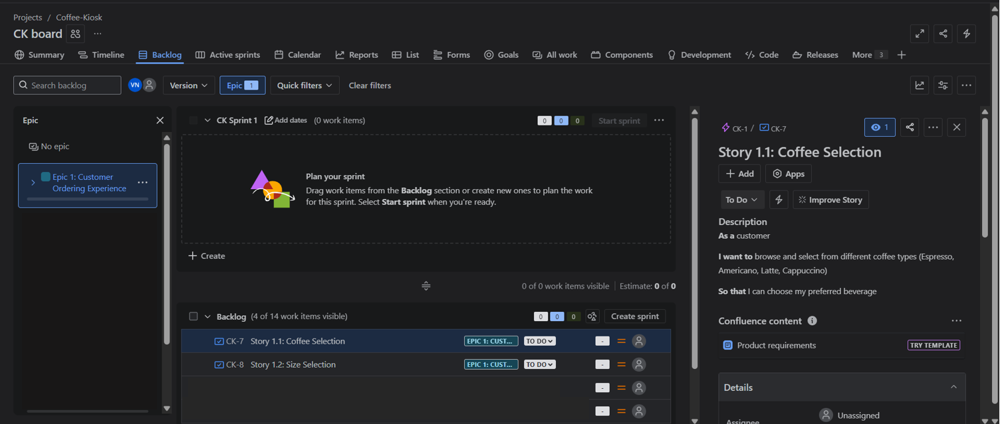 Projects / Coffee-Kiosk
CK board
Summary Timeline Backlog Active sprints Calendar Reports List Forms Goals All work Components Development Code Releases More 3
Search backlog VN Version Epic 1 Quick filters Clear filters
Epic
No epic
Epic 1: Customer
Ordering Experience
CK Sprint 1 Add dates (0 work items) 0 0 0 Start sprint
Plan your sprint
Drag work items from the Backlog section or create new ones to plan the work
for this sprint. Select Start sprint when you're ready.
Create
0 of 0 work items visible Estimate: 0 of 0
Backlog (4 of 14 work items visible) 0 0 0 Create sprint
CK-7 Story 1.1: Coffee Selection EPIC 1: CUST... TO DO -
CK-8 Story 1.2: Size Selection EPIC 1: CUST... TO DO -
-
-
CK-1 / CK-7 1
Story 1.1: Coffee Selection
Add Apps
To Do Improve Story
Description
As a customer
I want to browse and select from different coffee types (Espresso,
Americano, Latte, Cappuccino)
So that I can choose my preferred beverage
Confluence content
Product requirements TRY TEMPLATE
Details
Assignee Unassigned